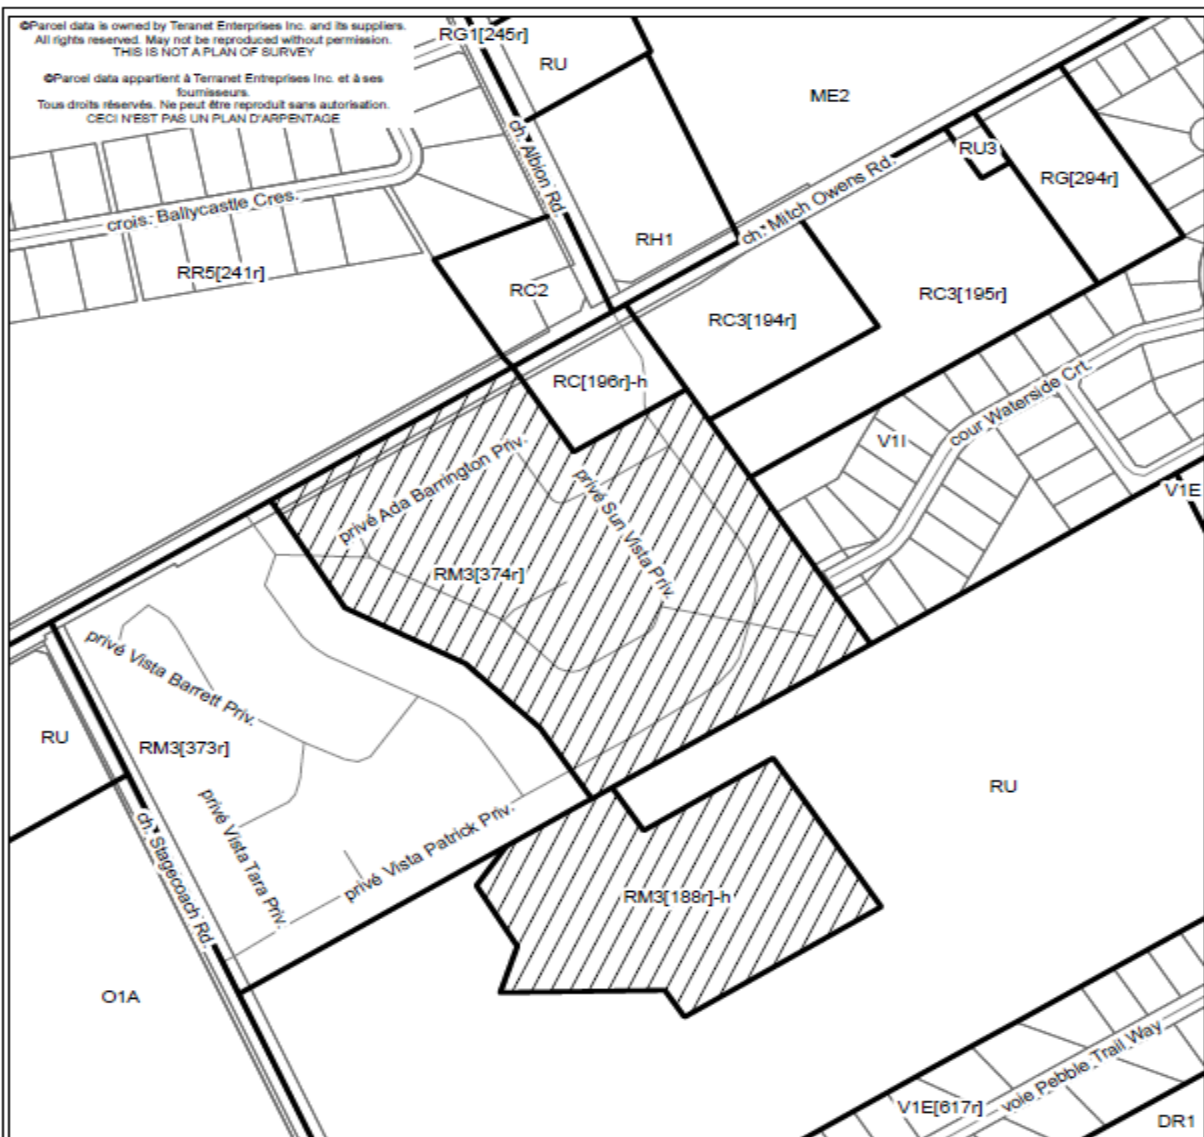 ©Parcel data is owned by Teranet Enterprises Inc. and its suppliers.
All rights reserved. May not be reproduced without permission.
THIS IS NOT A PLAN OF SURVEY
©Parcel data appartient à Terranet Entreprises Inc. et à ses
fournisseurs.
Tous droits réservés. Ne peut être reproduit sans autorisation.
CECI N'EST PAS UN PLAN D'ARPENTAGE
RG1[245r]
RU
ME2
ch. Albion Rd.
RU3
RG[294r]
ch. Mitch Owens Rd.
crois. Ballycastle Cres.
RH1
RR5[241r]
RC2
RC3[195r]
RC3[194r]
RC[196r]-h
cour Waterside Crt.
V1I
V1E
privé Ada Barrington Priv.
privé Sun Vista Priv.
RM3[374r]
privé Vista Barrett Priv.
RU
RM3[373r]
RU
privé Vista Tara Priv.
ch. Stagecoach Rd.
privé Vista Patrick Priv.
RM3[188r]-h
O1A
voie Pebble Trail Way
V1E[617r]
DR1